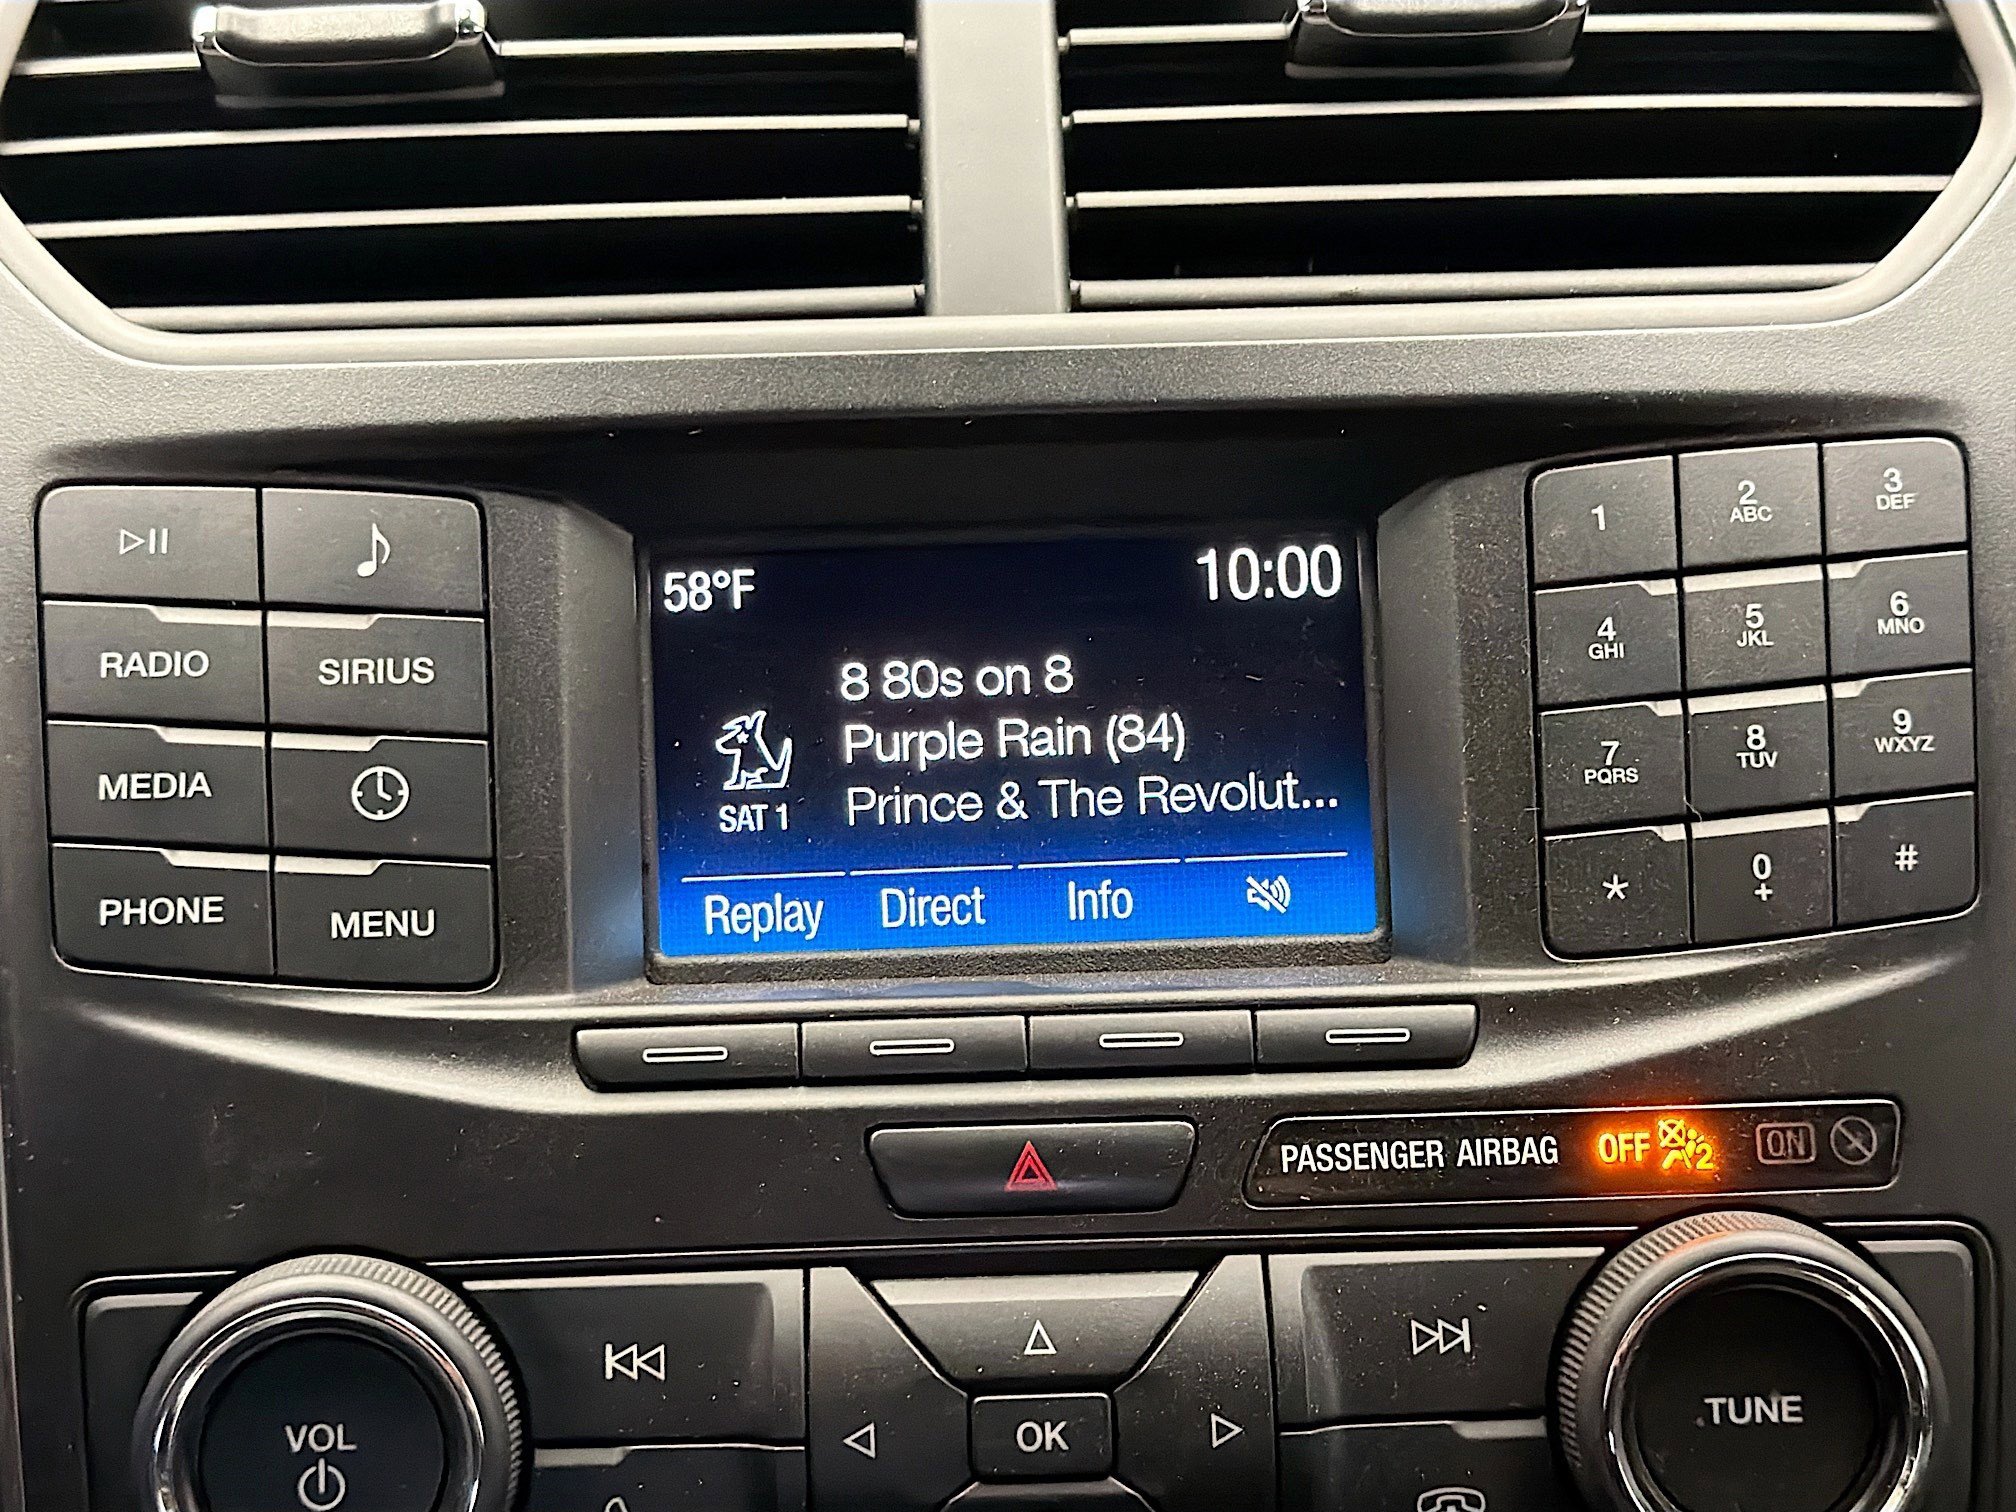 58°F 10:00
8 80s on 8
Purple Rain (84)
Prince & The Revolut...
SAT 1
Replay Direct Info
RADIO SIRIUS
MEDIA
PHONE MENU
1 2 ABC 3 DEF
4 GHI 5 JKL 6 MNO
7 PQRS 8 TUV 9 WXYZ
* 0 + #
PASSENGER AIRBAG OFF 2 ON
VOL
OK
TUNE